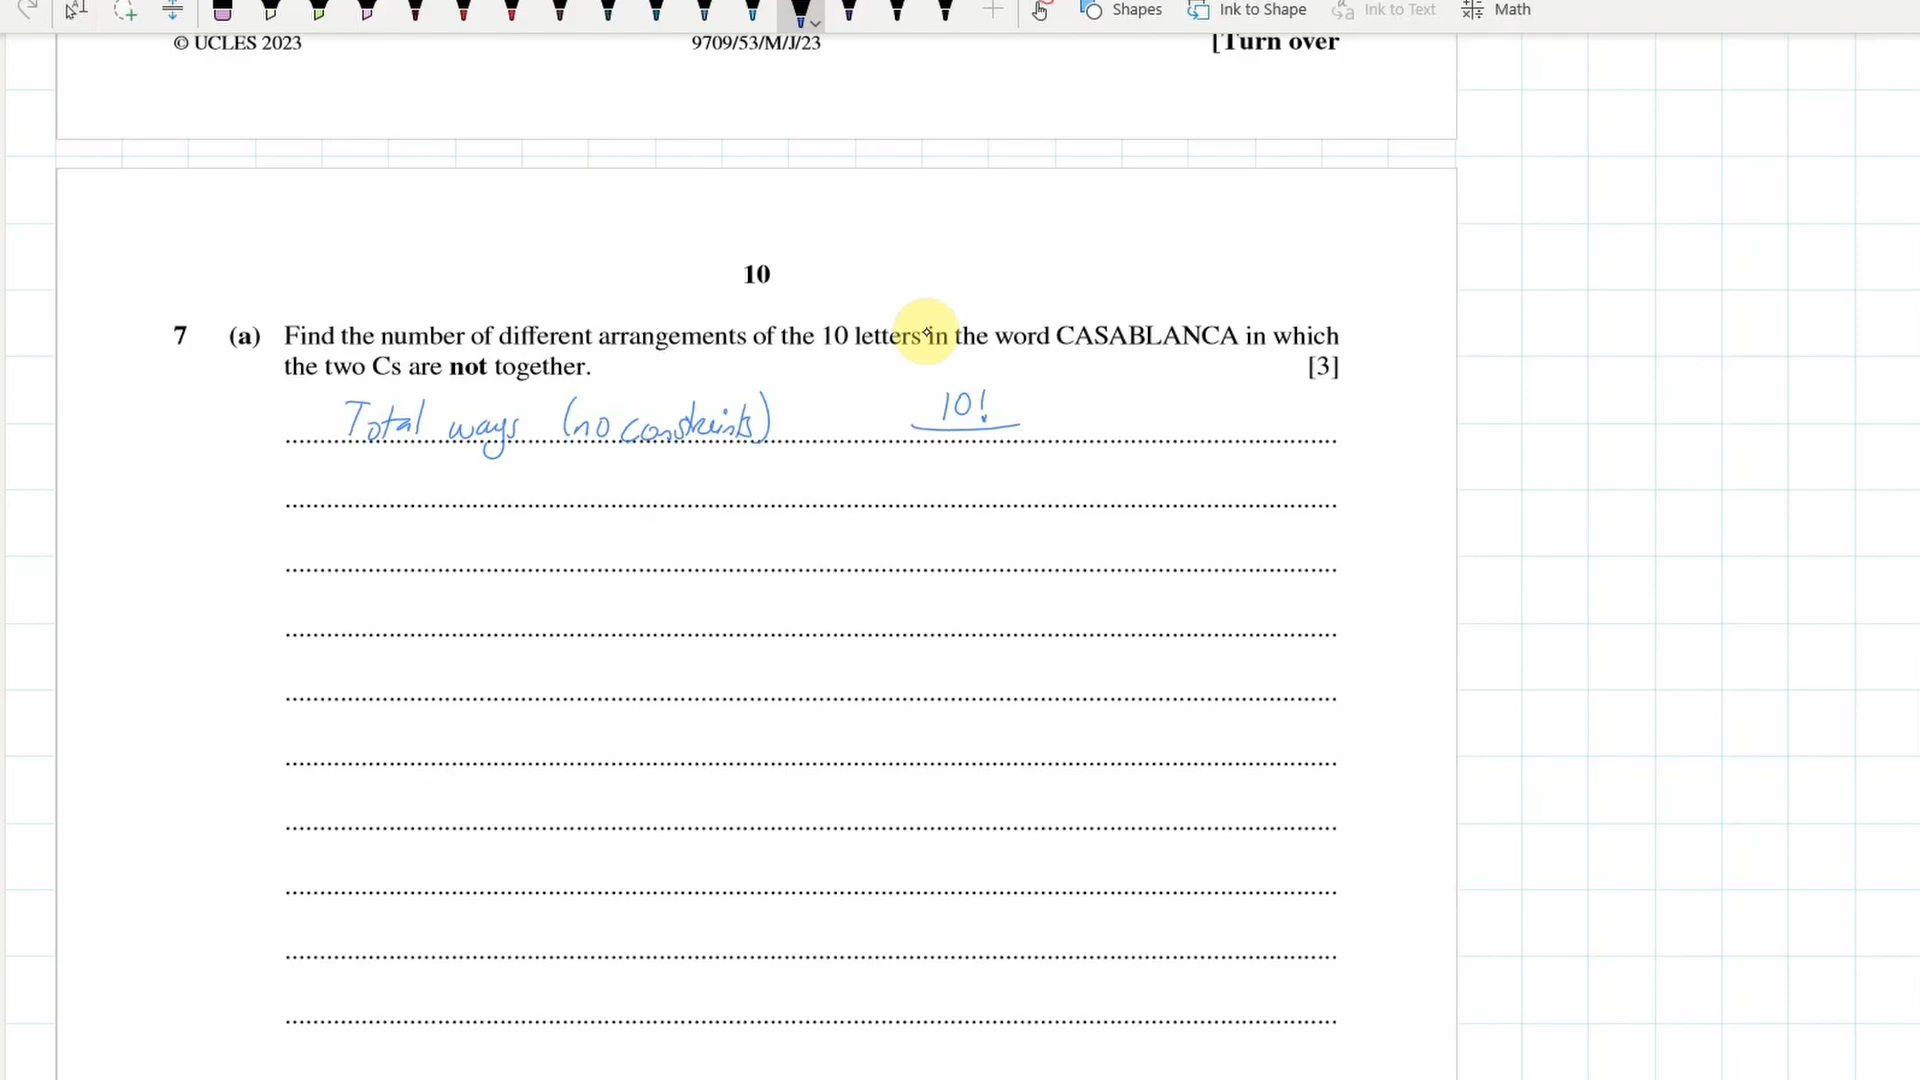 Shapes Ink to Shape Ink to Text Math
© UCLES 2023 9709/53/M/J/23 [Turn over
10
7 (a) Find the number of different arrangements of the 10 letters in the word CASABLANCA in which
the two Cs are not together. [3]
Total ways (no constraints) 10!